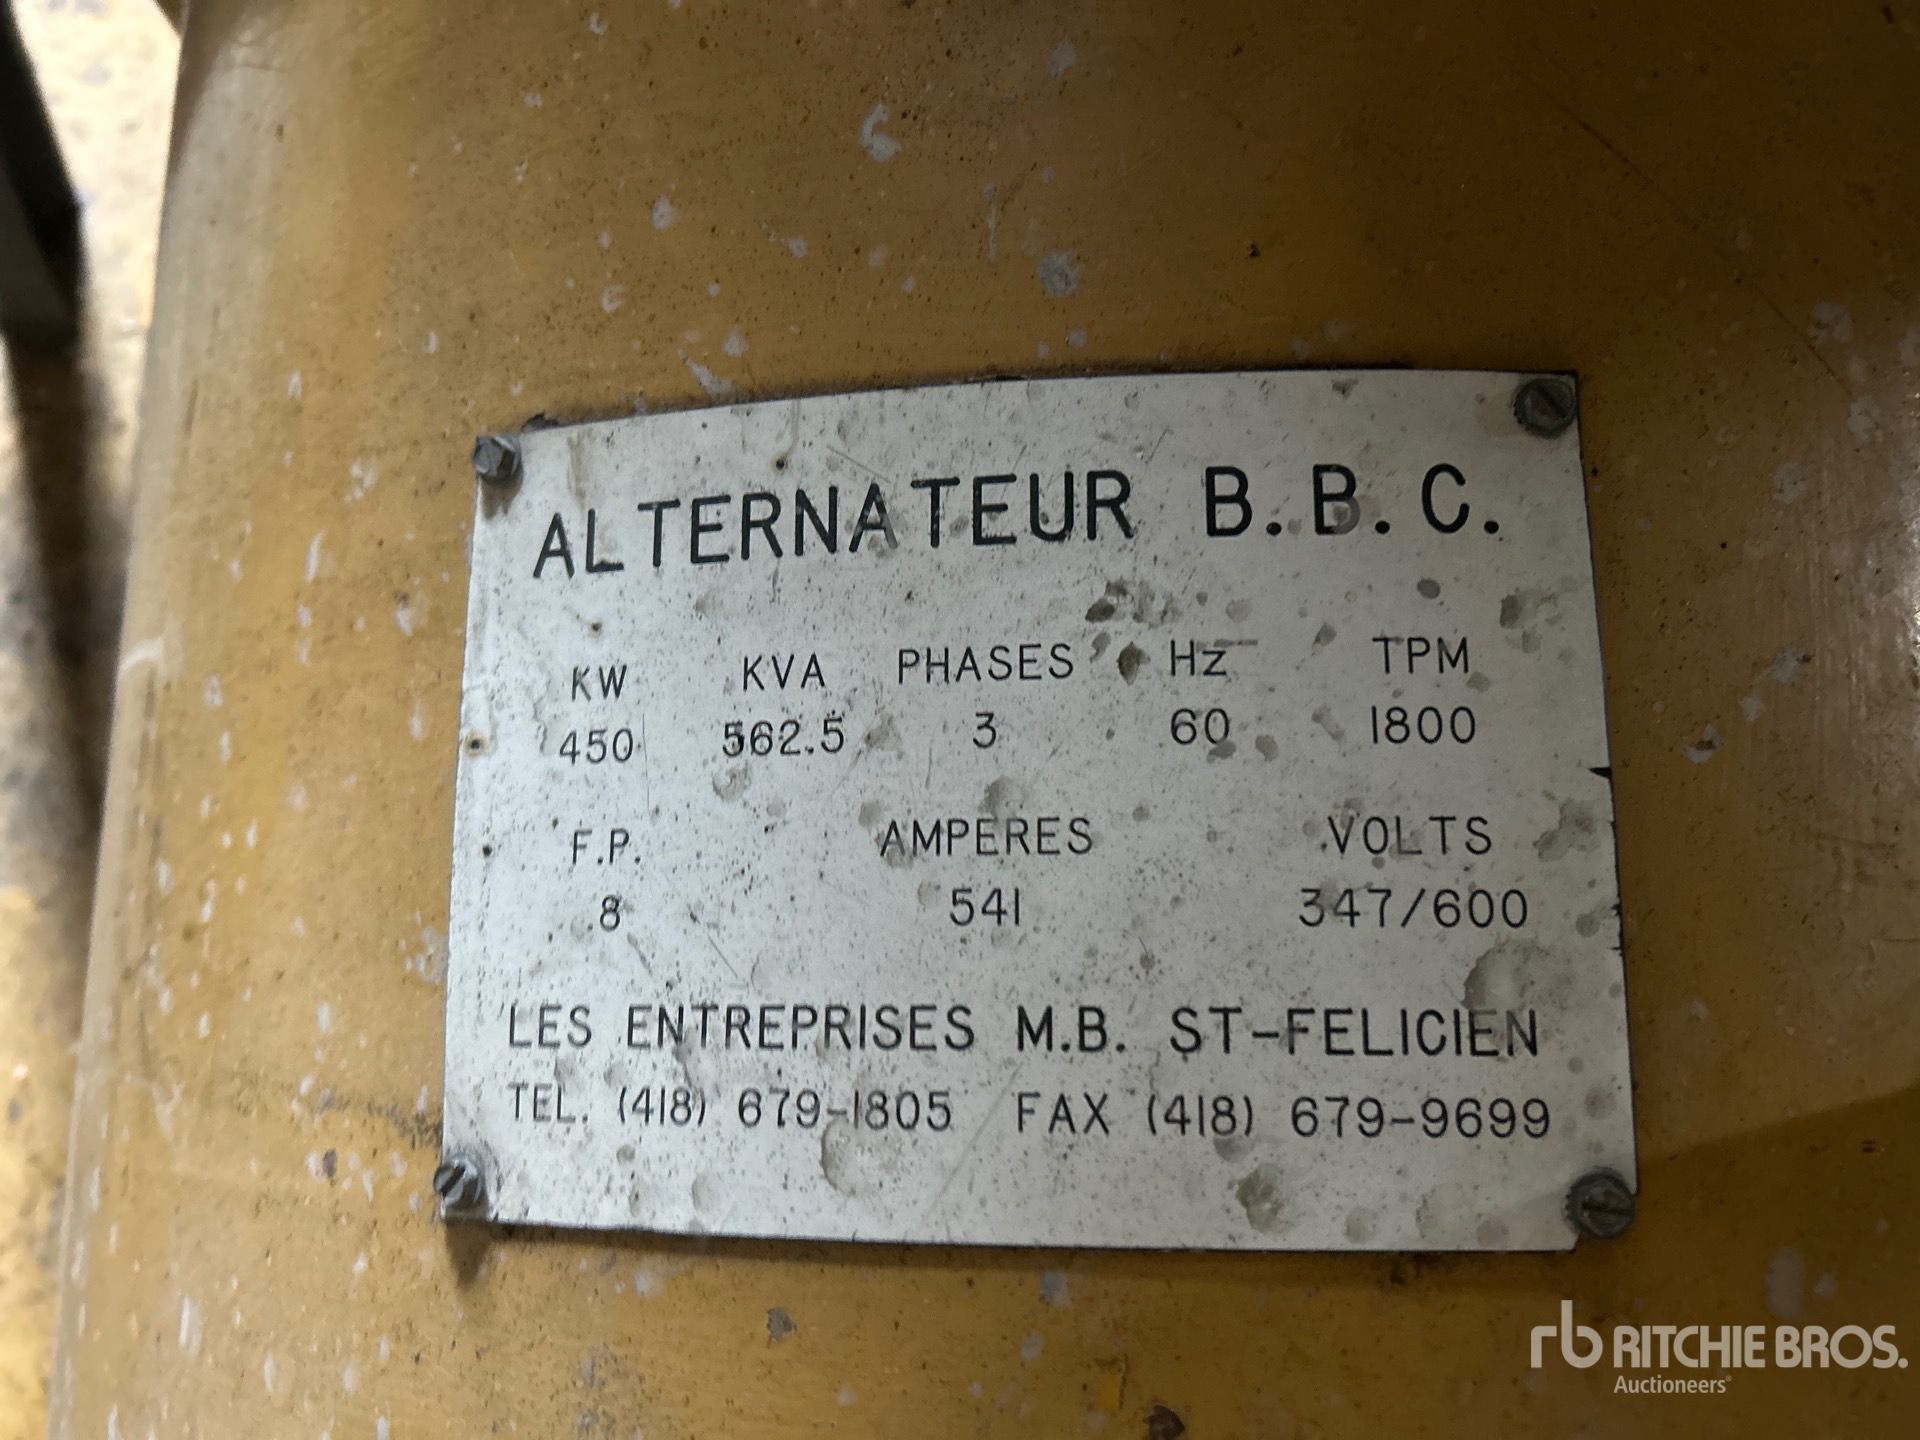 ALTERNATEUR B.B.C.
KW KVA PHASES Hz TPM
450 562.5 3 60 1800
F.P. AMPERES VOLTS
.8 541 347/600
LES ENTREPRISES M.B. ST-FELICIEN
TEL. (418) 679-1805 FAX (418) 679-9699
rb RITCHIE BROS.
Auctioneers